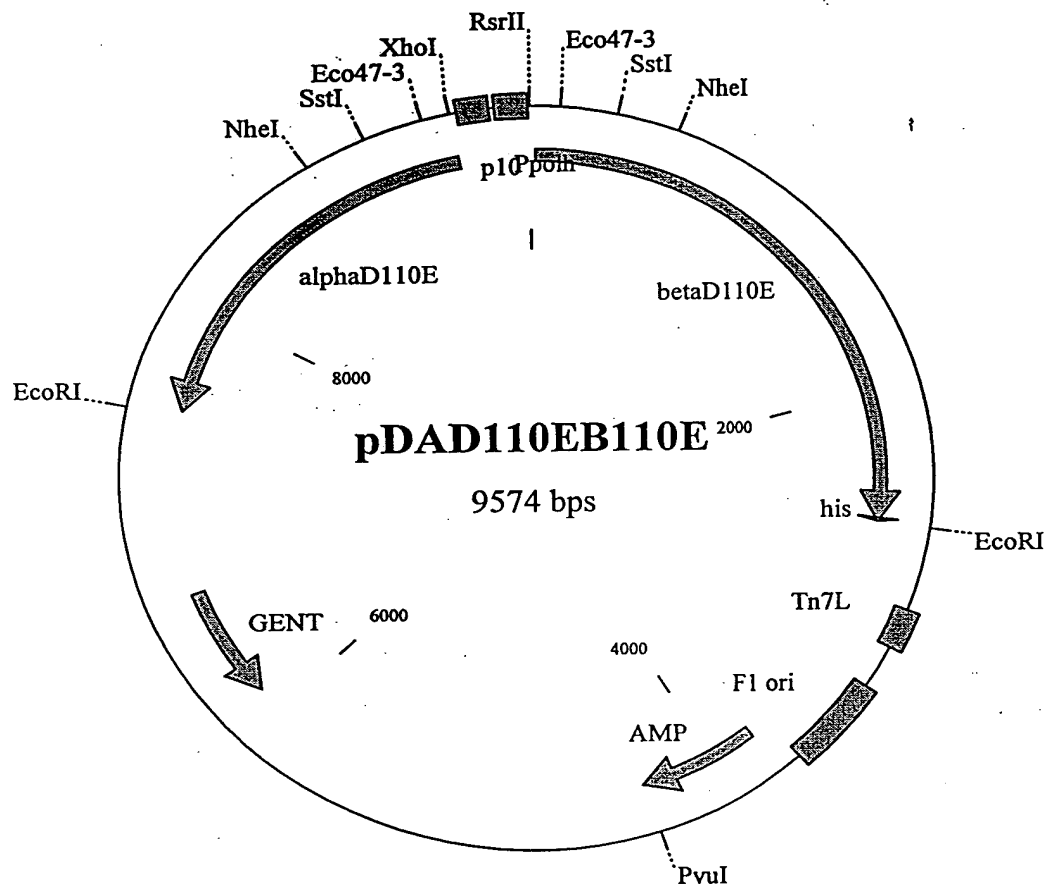 RsrII
Eco47-3
XhoI
SstI
Eco47-3
NheI
SstI
NheI
p10
Ppolh
alphaD110E
betaD110E
8000
EcoRI
2000
pDAD110EB110E
9574 bps
his
EcoRI
Tn7L
GENT
6000
4000
F1 ori
AMP
PvuI